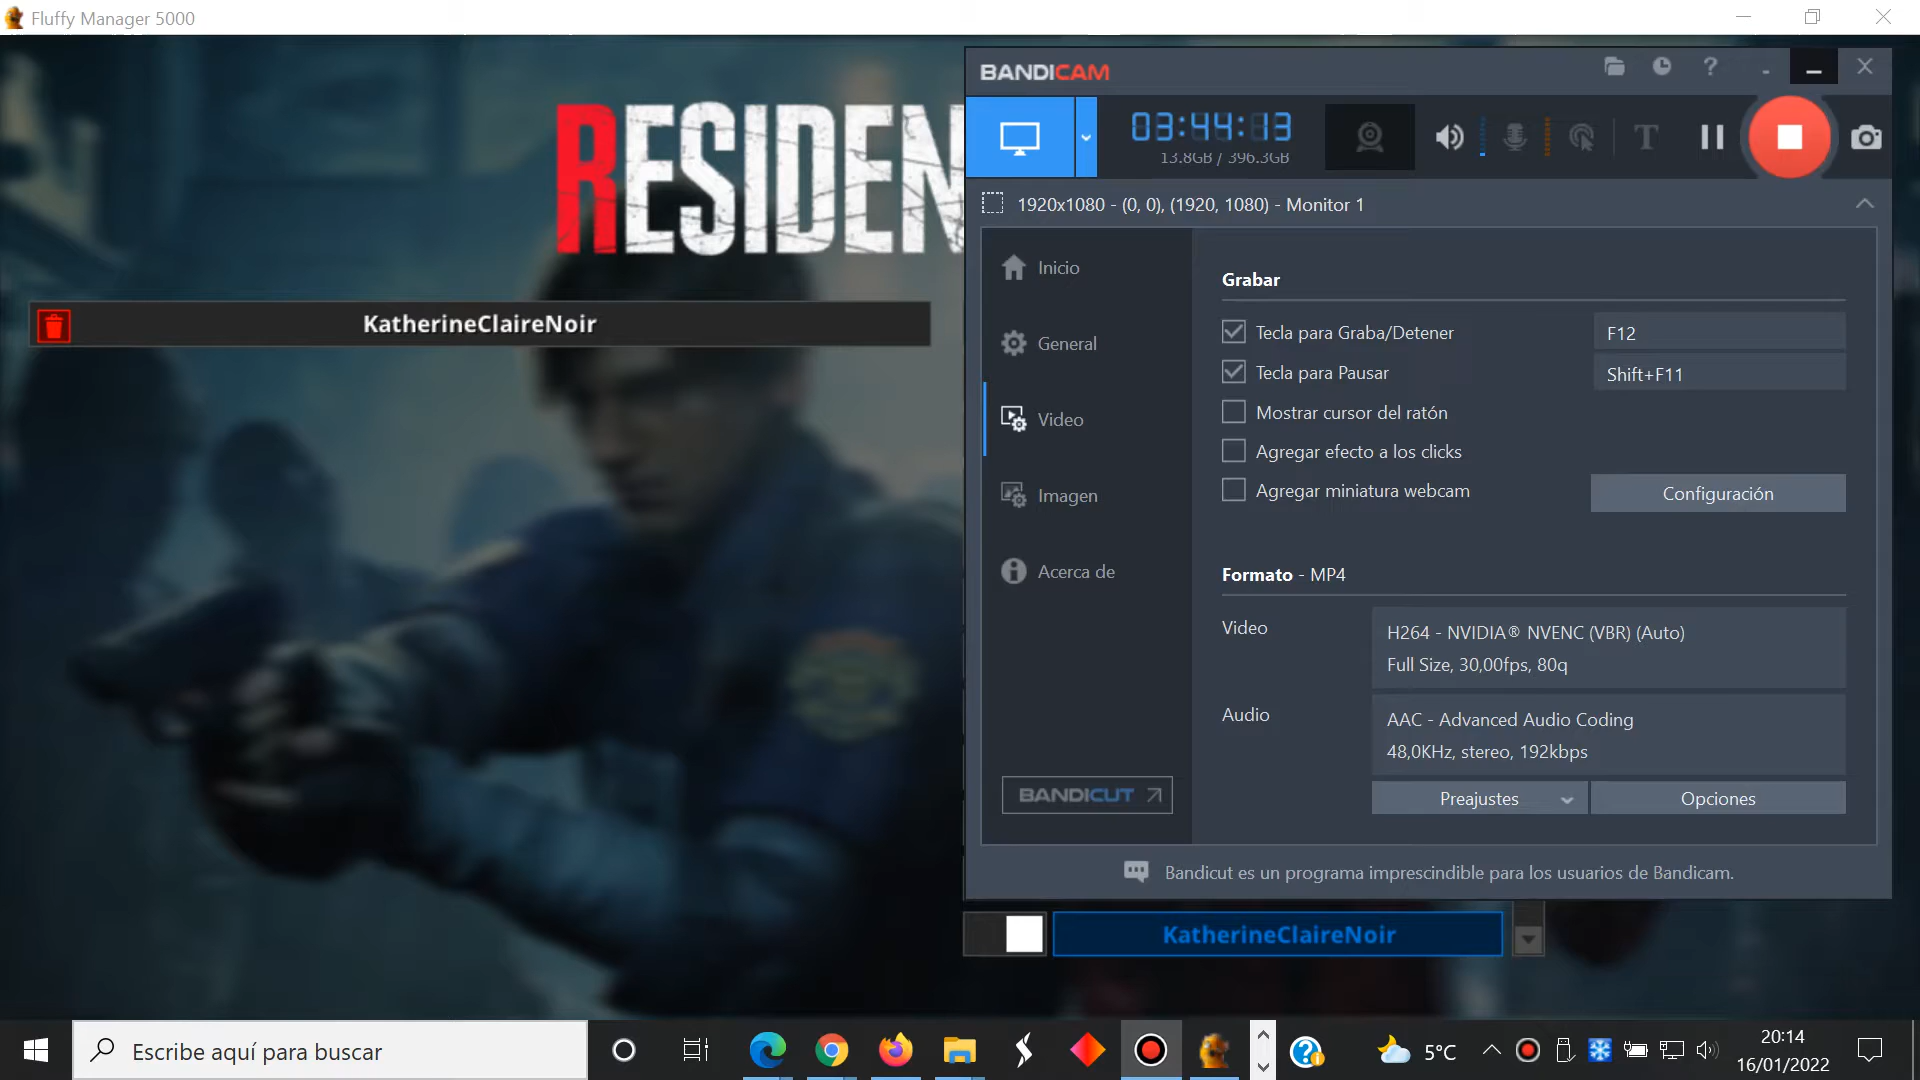 Fluffy Manager 5000
RESIDEN
KatherineClaireNoir
BANDICAM
03:44:13
13.8GB / 396.3GB
1920x1080 - (0, 0), (1920, 1080) - Monitor 1
Inicio
General
Video
Imagen
Acerca de
BANDICUT
Grabar
Tecla para Graba/Detener
F12
Tecla para Pausar
Shift+F11
Mostrar cursor del ratón
Agregar efecto a los clicks
Agregar miniatura webcam
Configuración
Formato - MP4
Video
H264 - NVIDIA® NVENC (VBR) (Auto)
Full Size, 30,00fps, 80q
Audio
AAC - Advanced Audio Coding
48,0KHz, stereo, 192kbps
Preajustes
Opciones
Bandicut es un programa imprescindible para los usuarios de Bandicam.
KatherineClaireNoir
Escribe aquí para buscar
5°C
20:14
16/01/2022